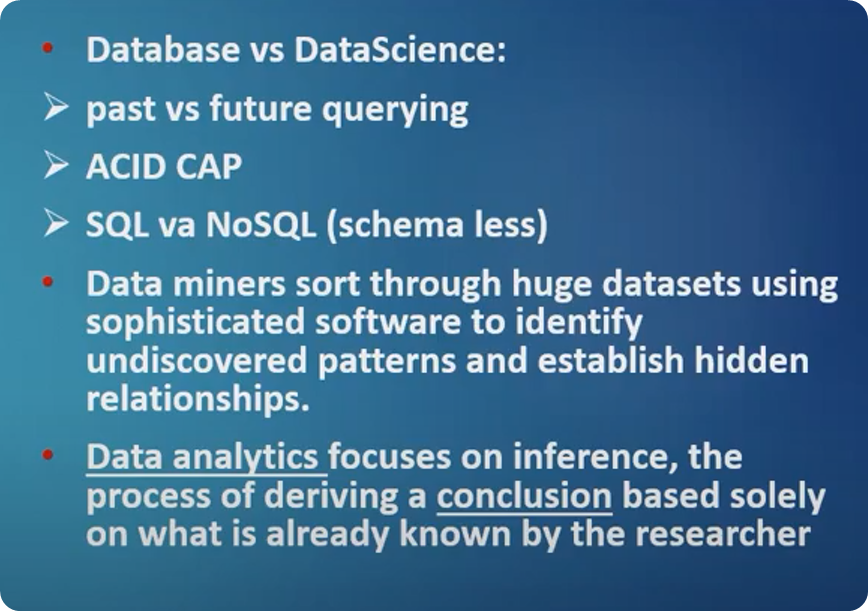 • Database vs DataScience:
➢ past vs future querying
➢ ACID CAP
➢ SQL va NoSQL (schema less)
• Data miners sort through huge datasets using
sophisticated software to identify
undiscovered patterns and establish hidden
relationships.
• Data analytics focuses on inference, the
process of deriving a conclusion based solely
on what is already known by the researcher